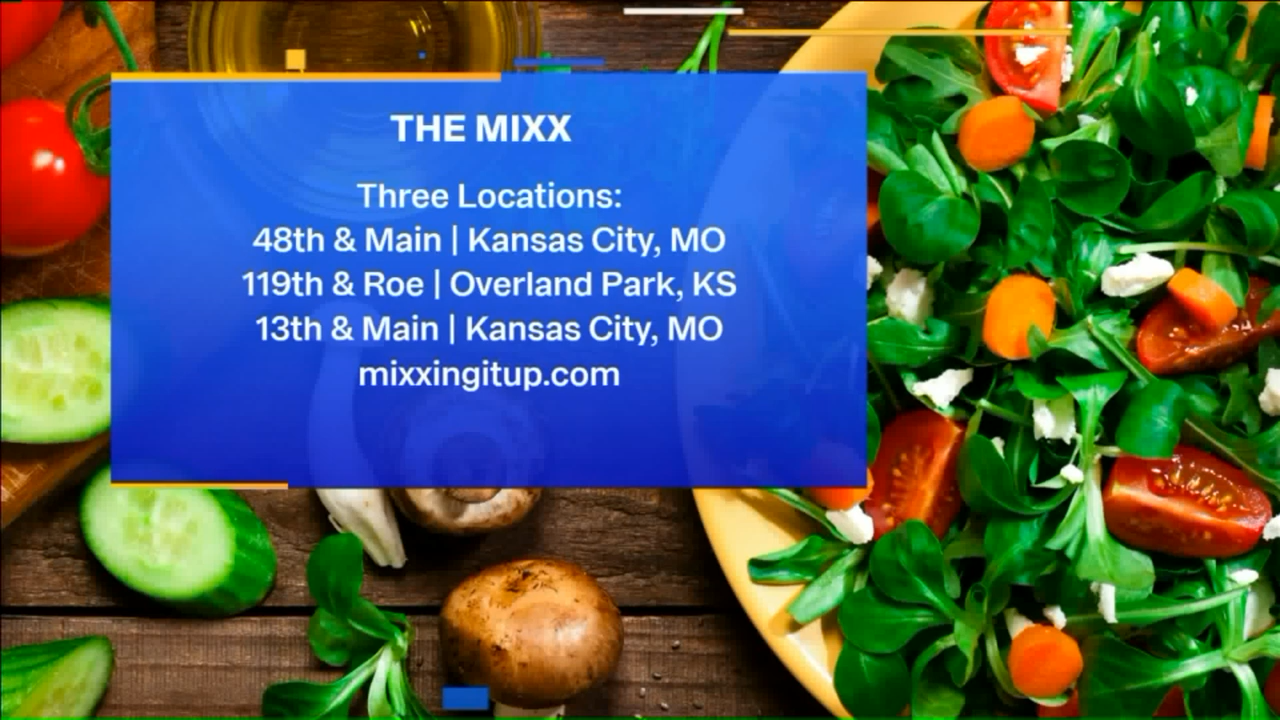 THE MIXX
Three Locations:
48th & Main | Kansas City, MO
119th & Roe | Overland Park, KS
13th & Main | Kansas City, MO
mixxingitup.com